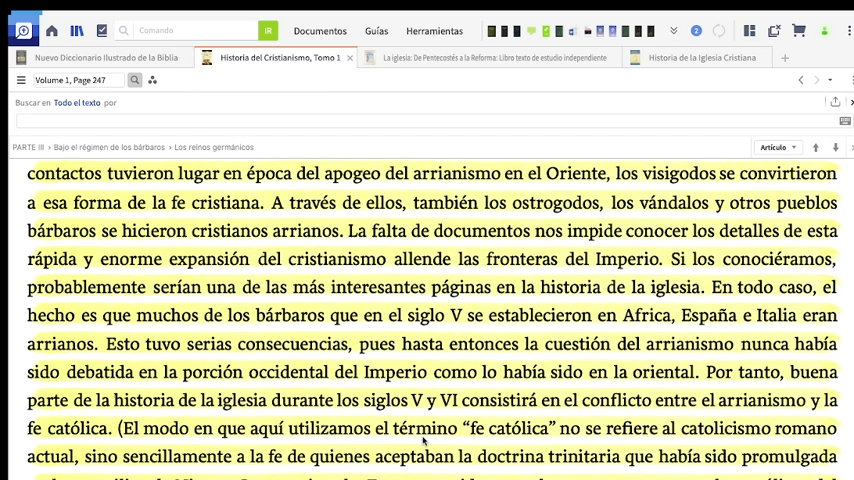 Comando
IR
Documentos
Guías
Herramientas
2
Nuevo Diccionario Ilustrado de la Biblia
Historia del Cristianismo, Tomo 1
La iglesia: De Pentecostés a la Reforma: Libro texto de estudio independiente
Historia de la Iglesia Cristiana
Volume 1, Page 247
Buscar en Todo el texto por
PARTE III › Bajo el régimen de los bárbaros › Los reinos germánicos
Artículo
contactos tuvieron lugar en época del apogeo del arrianismo en el Oriente, los visigodos se convirtieron
a esa forma de la fe cristiana. A través de ellos, también los ostrogodos, los vándalos y otros pueblos
bárbaros se hicieron cristianos arrianos. La falta de documentos nos impide conocer los detalles de esta
rápida y enorme expansión del cristianismo allende las fronteras del Imperio. Si los conociéramos,
probablemente serían una de las más interesantes páginas en la historia de la iglesia. En todo caso, el
hecho es que muchos de los bárbaros que en el siglo V se establecieron en Africa, España e Italia eran
arrianos. Esto tuvo serias consecuencias, pues hasta entonces la cuestión del arrianismo nunca había
sido debatida en la porción occidental del Imperio como lo había sido en la oriental. Por tanto, buena
parte de la historia de la iglesia durante los siglos V y VI consistirá en el conflicto entre el arrianismo y la
fe católica. (El modo en que aquí utilizamos el término “fe católica” no se refiere al catolicismo romano
actual, sino sencillamente a la fe de quienes aceptaban la doctrina trinitaria que había sido promulgada